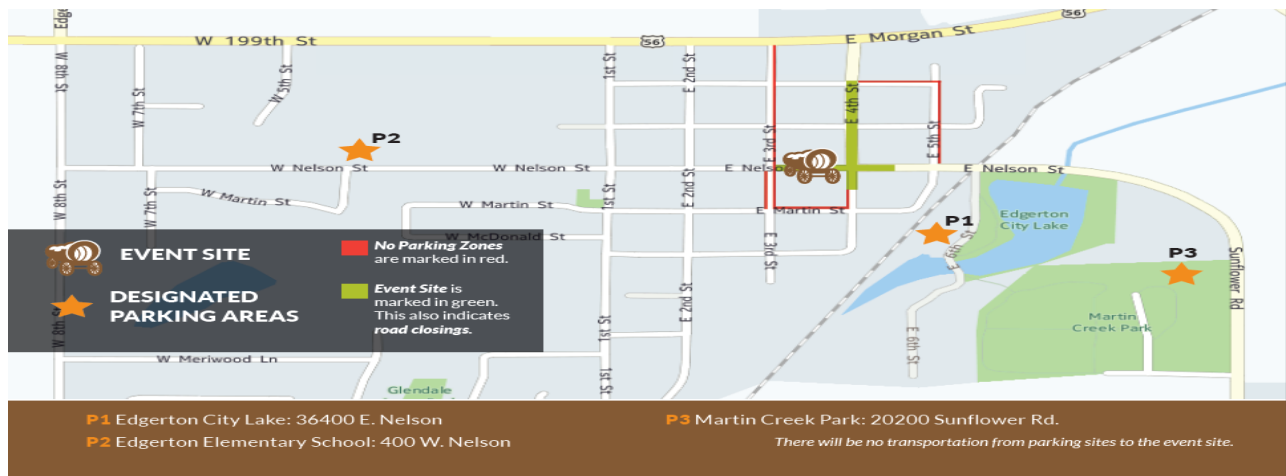 Edge
W 199th St
56
E Morgan St
56
W 8th St
W 7th St
W 5th St
1st St
E 2nd St
E 3rd St
E 4th St
E 5th St
P2
W Nelson St
W Nelson St
E Nels
E Nelson St
W 8th St
W 7th St
W Martin St
W Martin St
1st St
E 2nd St
E Martin St
W McDonald St
E 3rd St
P1
E 6th St
Edgerton
City Lake
P3
Sunflower Rd
EVENT SITE
No Parking Zones
are marked in red.
DESIGNATED
PARKING AREAS
Event Site is
marked in green.
This also indicates
road closings.
W 8th St
1st St
E 2nd St
E 6th St
Martin
Creek Park
W Meriwood Ln
1st St
Glendale
P1 Edgerton City Lake: 36400 E. Nelson
P2 Edgerton Elementary School: 400 W. Nelson
P3 Martin Creek Park: 20200 Sunflower Rd.
There will be no transportation from parking sites to the event site.